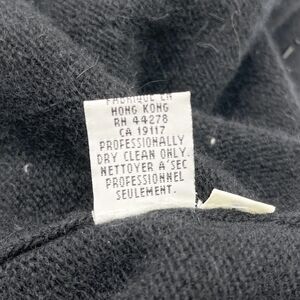 FABRIQUE EN
HONG KONG
RN 44278
CA 19117
PROFESSIONALLY
DRY CLEAN ONLY.
NETTOYER A'SEC
PROFESSIONNEL
SEULEMENT.